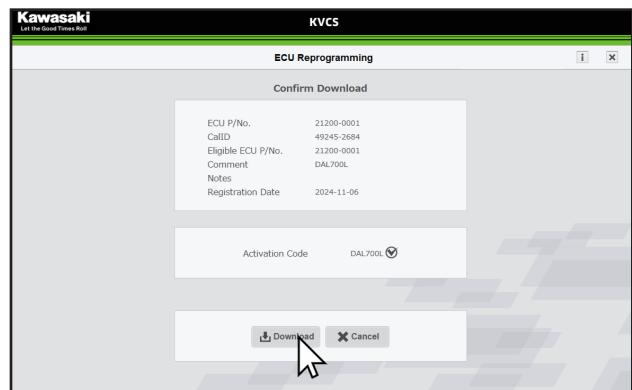 Kawasaki
Let the Good Times Roll
KVCS
ECU Reprogramming
Confirm Download
ECU P/No. 21200-0001
CalID 49245-2684
Eligible ECU P/No. 21200-0001
Comment DAL700L
Notes
Registration Date 2024-11-06
Activation Code DAL700L
Download Cancel